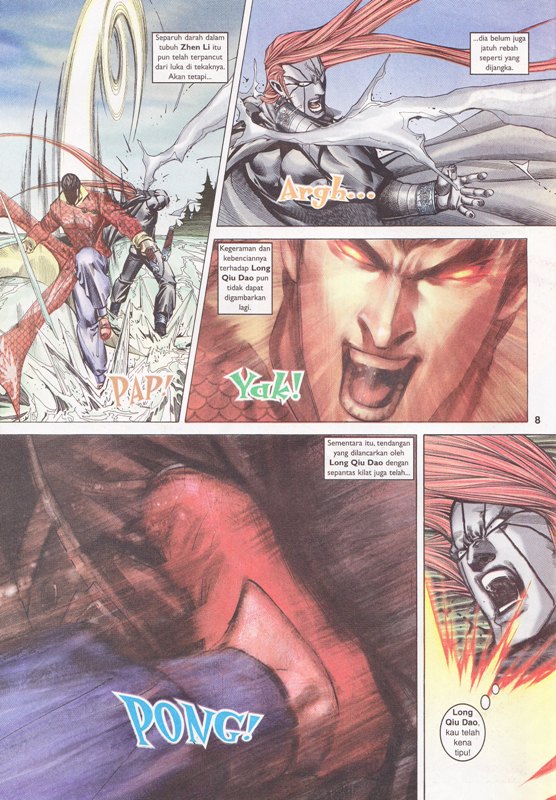 Separuh darah dalam
tubuh Zhen Li itu
pun telah terpancut
dari luka di tekaknya.
Akan tetapi...
...dia belum juga
jatuh rebah
seperti yang
dijangka.
Argh...
PAP!
Kegeraman dan
kebenciannya
terhadap Long
Qiu Dao pun
tidak dapat
digambarkan
lagi.
Yak!
8
Sementara itu, tendangan
yang dilancarkan oleh
Long Qiu Dao dengan
sepantas kilat juga telah...
PONG!
Long
Qiu Dao,
kau telah
kena
tipu!